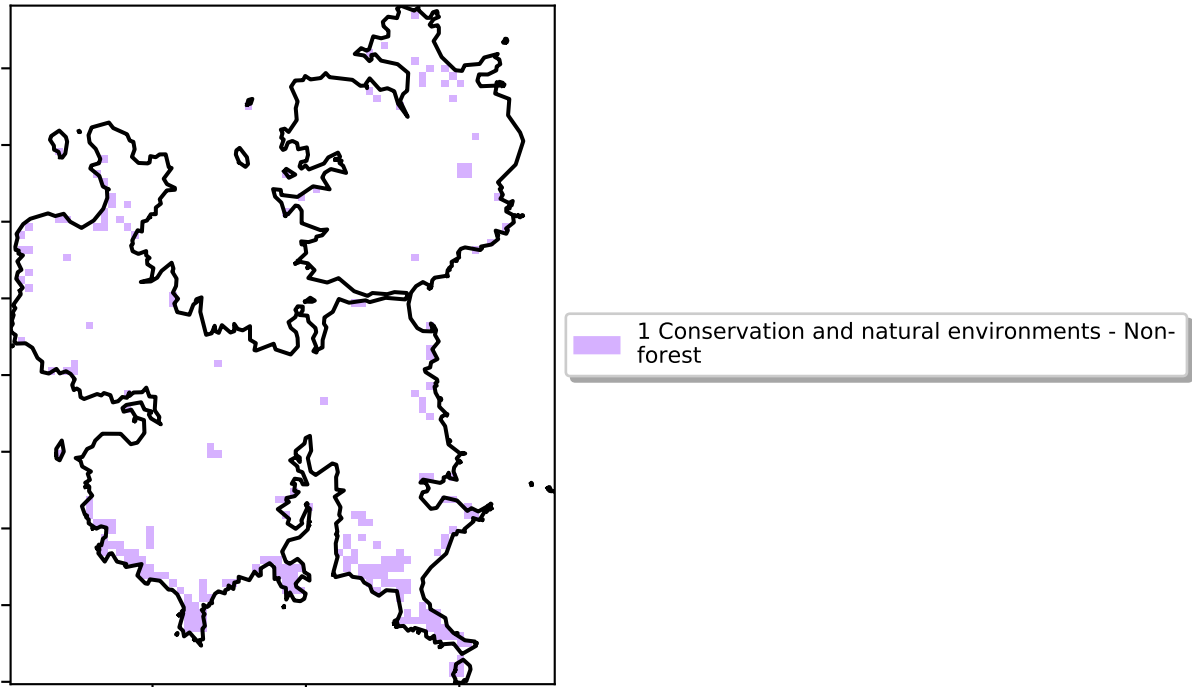 1 Conservation and natural environments - Non-
forest